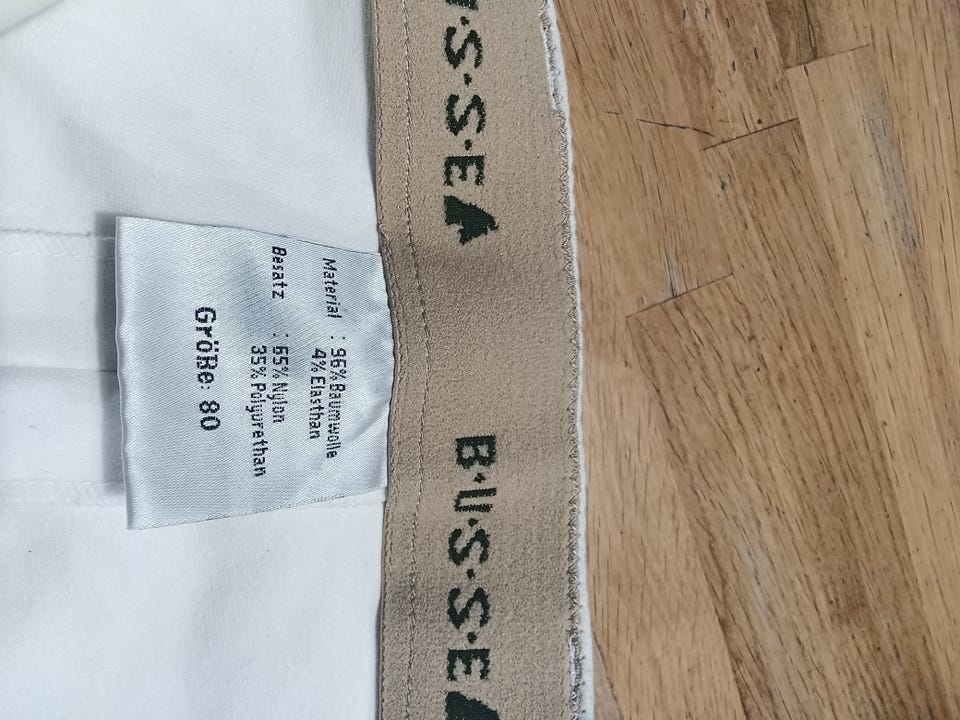 U·S·S·E
Material : 96% Baumwolle
4% Elasthan
Besatz : 65% Nylon
35% Polyurethan
Größe: 80
B·U·S·S·E